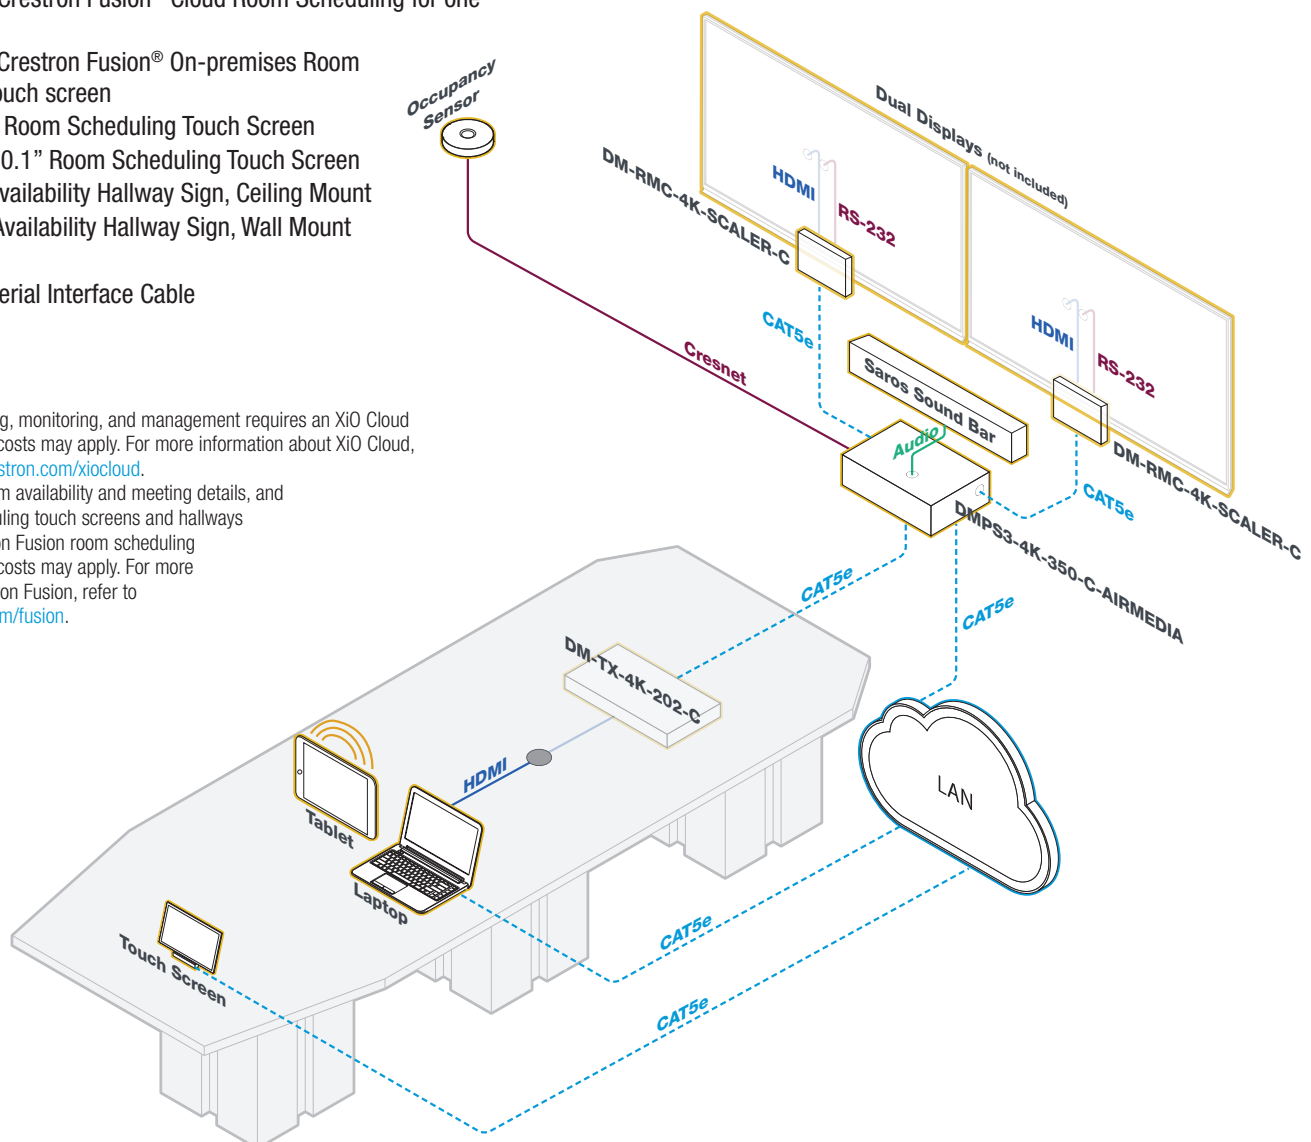 Crestron Fusion® Cloud Room Scheduling for one
Crestron Fusion® On-premises Room
ouch screen
Room Scheduling Touch Screen
0.1” Room Scheduling Touch Screen
vailability Hallway Sign, Ceiling Mount
Availability Hallway Sign, Wall Mount
erial Interface Cable
g, monitoring, and management requires an XiO Cloud
costs may apply. For more information about XiO Cloud,
stron.com/xiocloud.
m availability and meeting details, and
uling touch screens and hallways
on Fusion room scheduling
costs may apply. For more
on Fusion, refer to
m/fusion.
Occupancy
Sensor
Dual Displays (not included)
DM-RMC-4K-SCALER-C
HDMI
RS-232
CAT5e
Cresnet
Saros Sound Bar
Audio
HDMI
RS-232
DM-RMC-4K-SCALER-C
CAT5e
DMPS3-4K-350-C-AIRMEDIA
CAT5e
CAT5e
DM-TX-4K-202-C
HDMI
Tablet
Laptop
Touch Screen
LAN
CAT5e
CAT5e